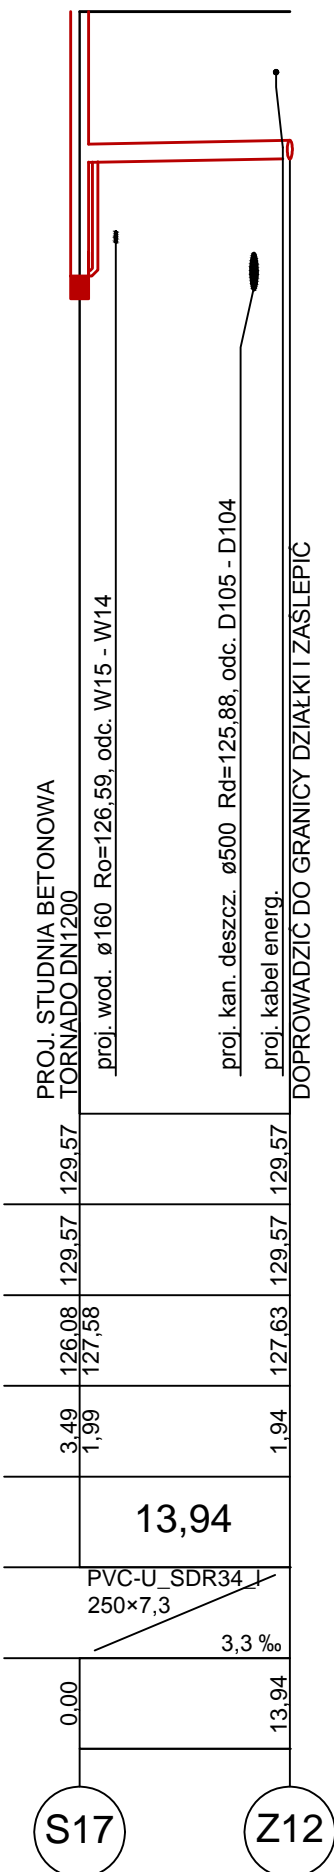 PROJ. STUDNIA BETONOWA
TORNADO DN1200
proj. wod. ø160 Ro=126,59, odc. W15 - W14
proj. kan. deszcz. ø500 Rd=125,88, odc. D105 - D104
proj. kabel energ.
DOPROWADZIĆ DO GRANICY DZIAŁKI I ZAŚLEPIĆ
129,57 129,57
129,57 129,57
126,08 127,58 127,63
3,49 1,99 1,94
13,94
PVC-U_SDR34_I
250×7,3
3,3 ‰
0,00 13,94
S17 Z12